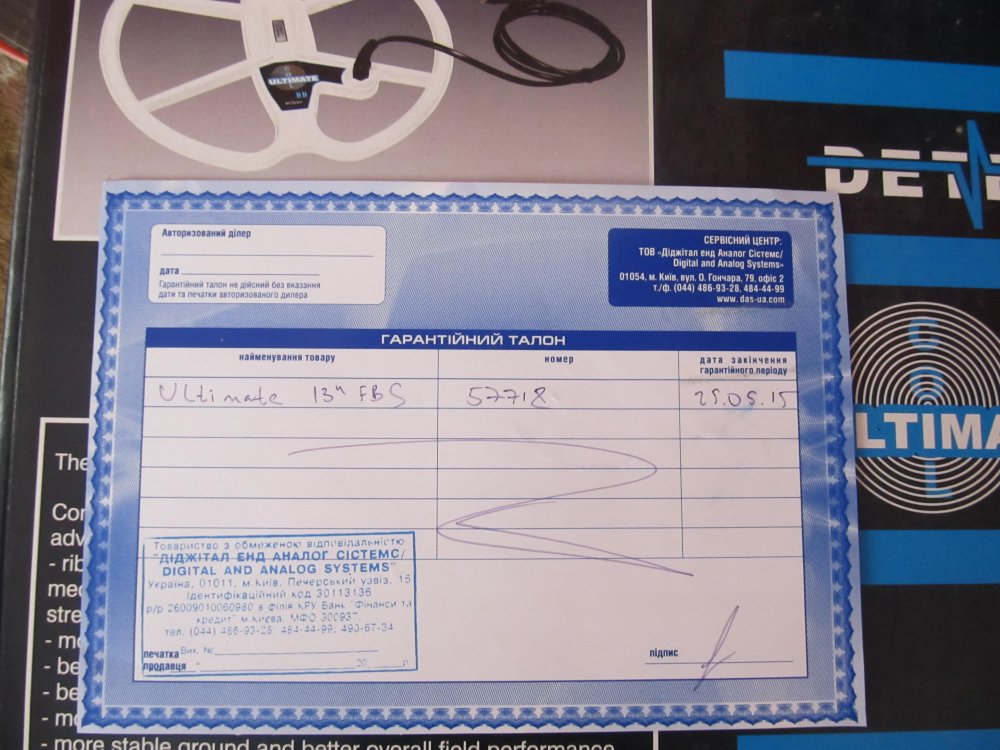 ULTIMATE
DET
ULTIMA
Авторизований ділер
дата
Гарантійний талон не дійсний без вказання
дати та печатки авторизованого дилера
СЕРВІСНИЙ ЦЕНТР:
ТОВ «Діджітал енд Аналог Сістемс/
Digital and Analog Systems»
01054, м. Київ, вул. О. Гончара, 79, офіс 2
т./ф. (044) 486-93-28, 484-44-99
www. das-ua.com
ГАРАНТІЙНИЙ ТАЛОН
найменування товару номер дата закінчення
гарантійного періоду
Ultimate 13" FBS 57718 25.05.15
Товариство з обмеженою відповідальністю
"ДІДЖІТАЛ ЕНД АНАЛОГ СІСТЕМС/
DIGITAL AND ANALOG SYSTEMS"
Україна, 01011, м.Київ. Печерський узвіз, 15
Ідентифікаційний код 30113136
р/р 26009010060980 в філія КРУ Банк "Фінанси та
кредит" м.Києва, МФО 300937,
тел. (044) 486-93-28; 484-44-99; 490-67-34
Вих. №
печатка
продавця 20 р.
підпис
The
Cor
adv
- rib
med
stre
- mo
- be
- be
- mo
- more stable ground and better overall field performance